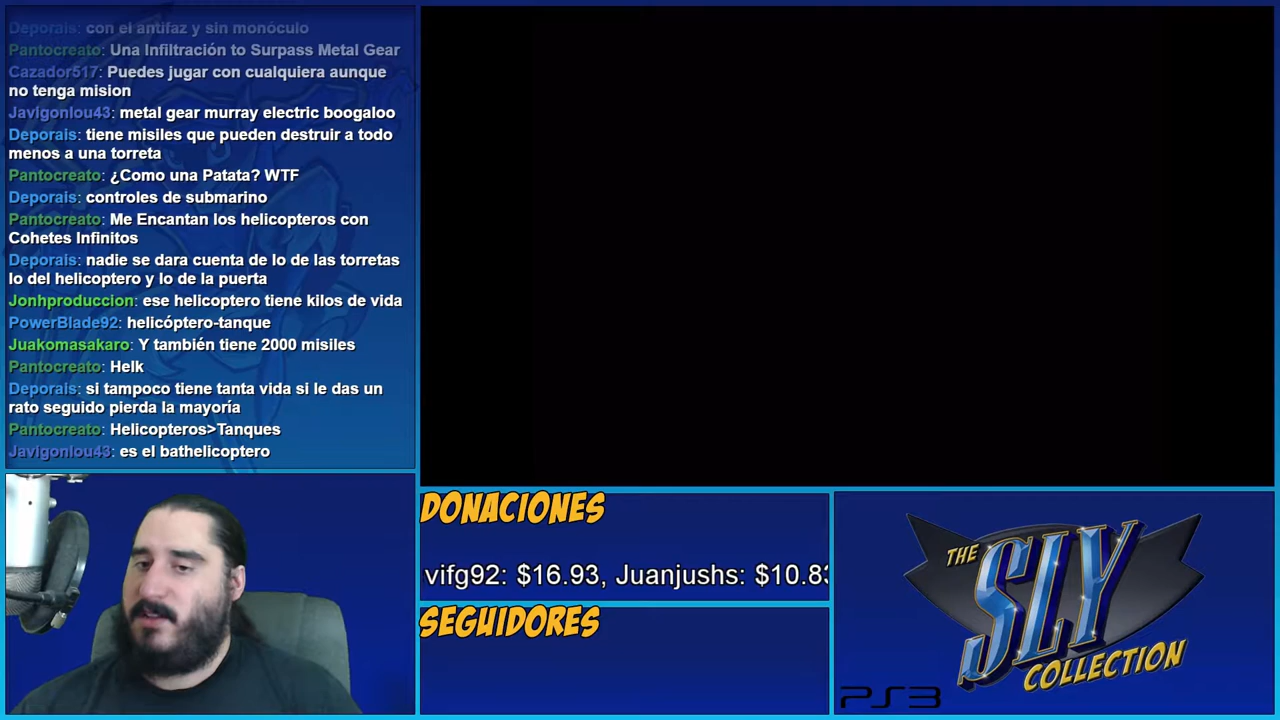 Deporais: con el antifaz y sin monóculo
Pantocreato: Una Infiltración to Surpass Metal Gear
Cazador517: Puedes jugar con cualquiera aunque
no tenga mision
Javigonlou43: metal gear murray electric boogaloo
Deporais: tiene misiles que pueden destruir a todo
menos a una torreta
Pantocreato: ¿Como una Patata? WTF
Deporais: controles de submarino
Pantocreato: Me Encantan los helicopteros con
Cohetes Infinitos
Deporais: nadie se dara cuenta de lo de las torretas
lo del helicoptero y lo de la puerta
Jonhproduccion: ese helicoptero tiene kilos de vida
PowerBlade92: helicóptero-tanque
Juakomasakaro: Y también tiene 2000 misiles
Pantocreato: Helk
Deporais: si tampoco tiene tanta vida si le das un
rato seguido pierda la mayoría
Pantocreato: Helicopteros>Tanques
Javigonlou43: es el bathelicoptero
DONACIONES
vifg92: $16.93, Juanjushs: $10.83
SEGUIDORES
THE
SLY
COLLECTION
PS3